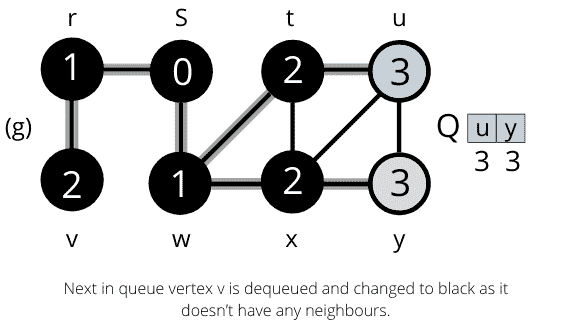 r S t u
1 0 2 3
(g) Q u y
3 3
2 1 2 3
v w x y
Next in queue vertex v is dequeued and changed to black as it
doesn't have any neighbours.